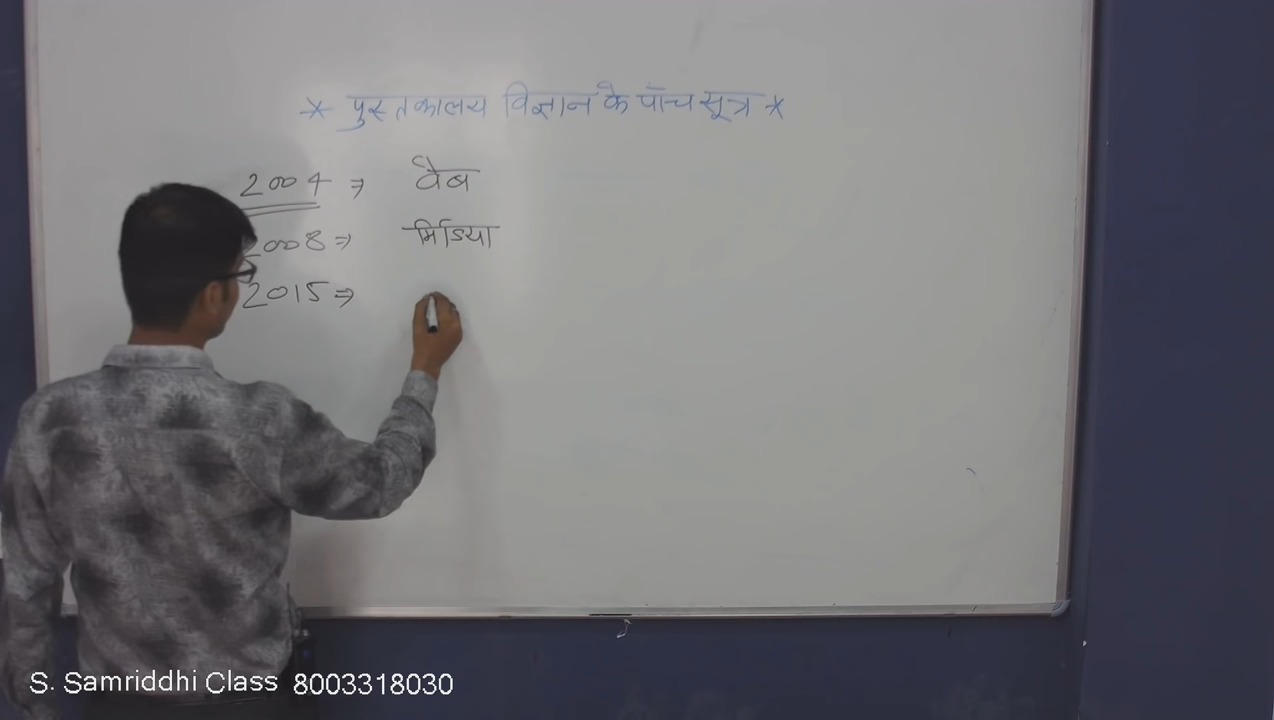 * पुस्तकालय विज्ञान के पाँच सूत्र *
2004 ⇒ वैब
2008 ⇒ मिडिया
2015 ⇒
S. Samriddhi Class 8003318030